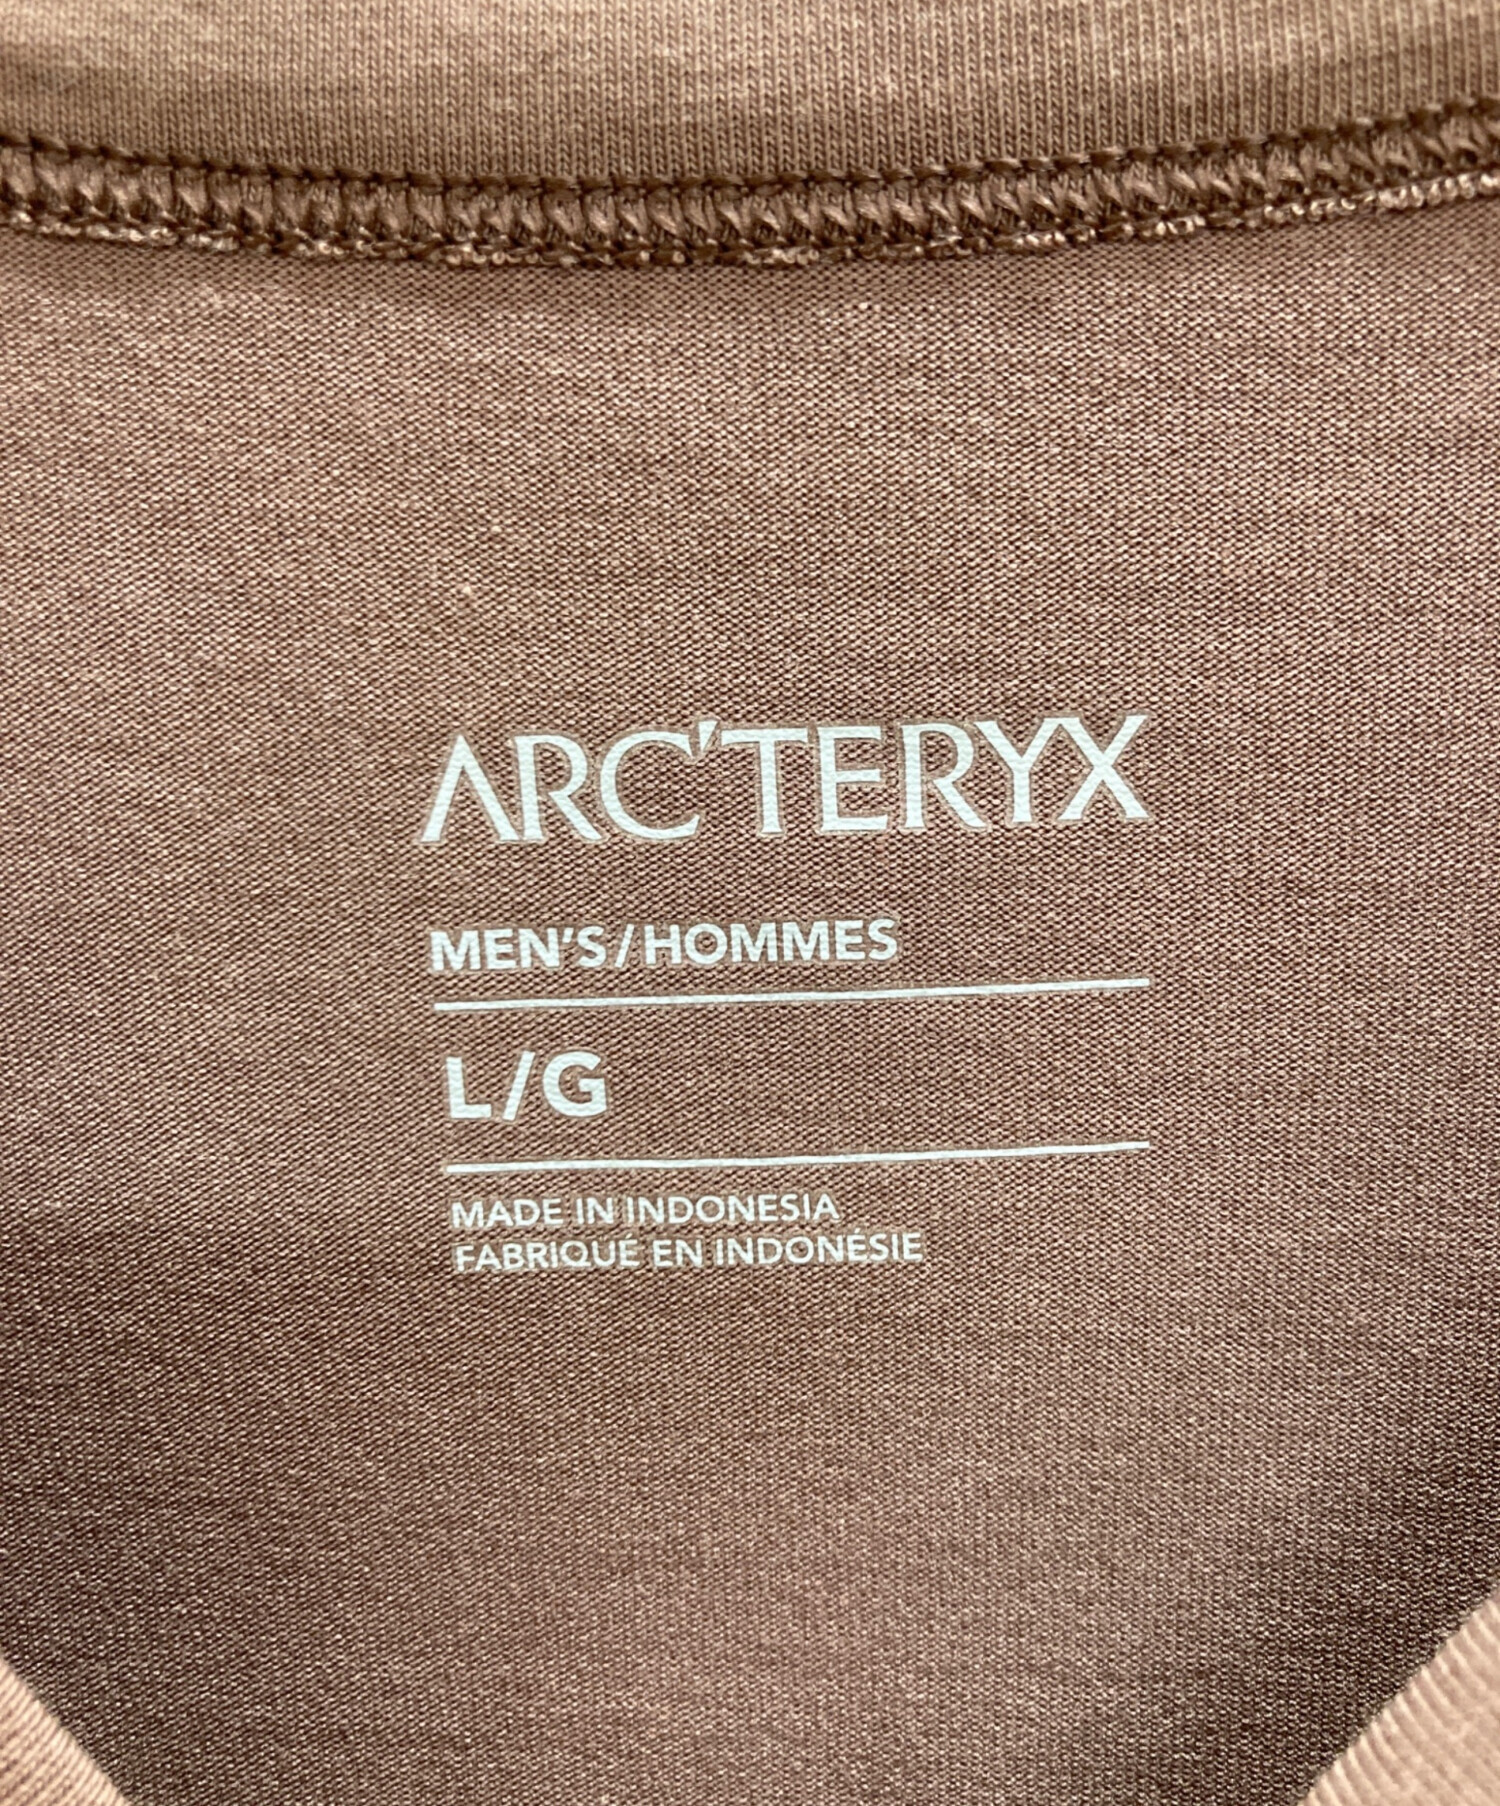 ARC'TERYX
MEN'S/HOMMES
L/G
MADE IN INDONESIA
FABRIQUÉ EN INDONÉSIE